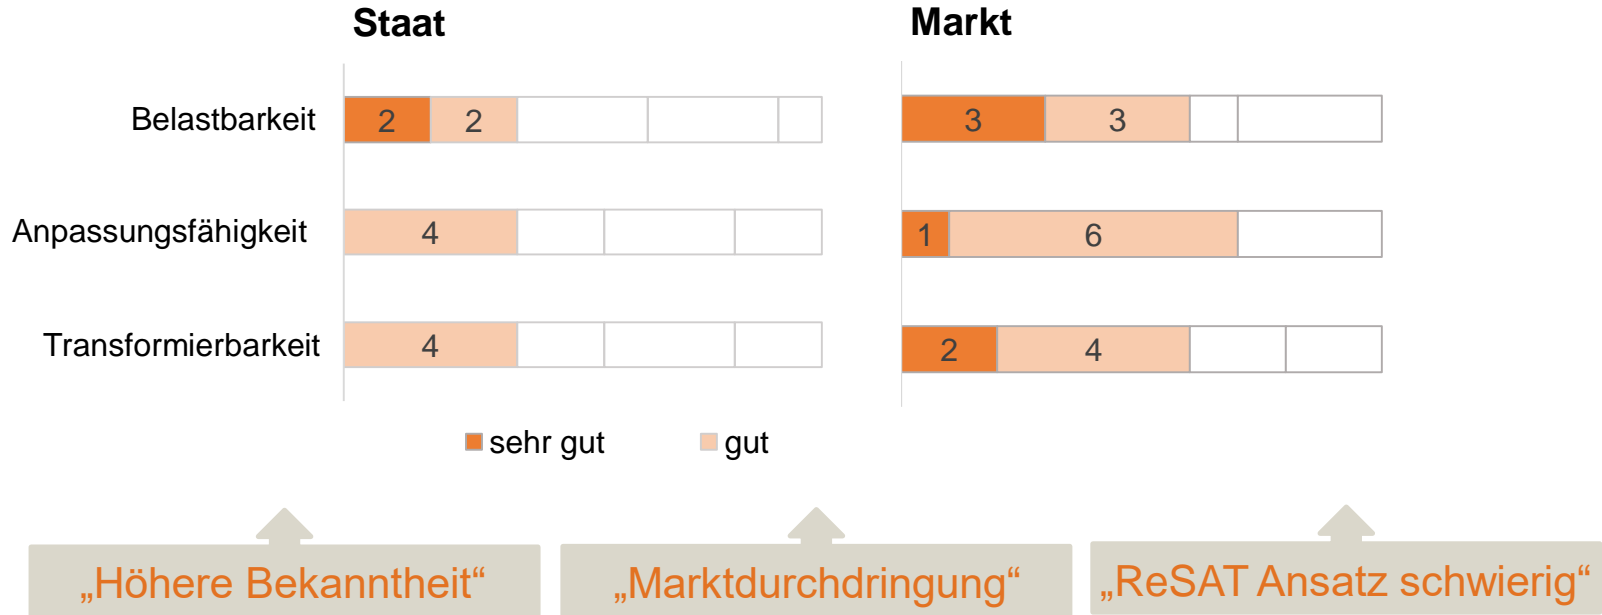 Staat
Markt
Belastbarkeit
2
2
3
3
Anpassungsfähigkeit
4
1
6
Transformierbarkeit
4
2
4
sehr gut
gut
„Höhere Bekanntheit“
„Marktdurchdringung“
„ReSAT Ansatz schwierig“